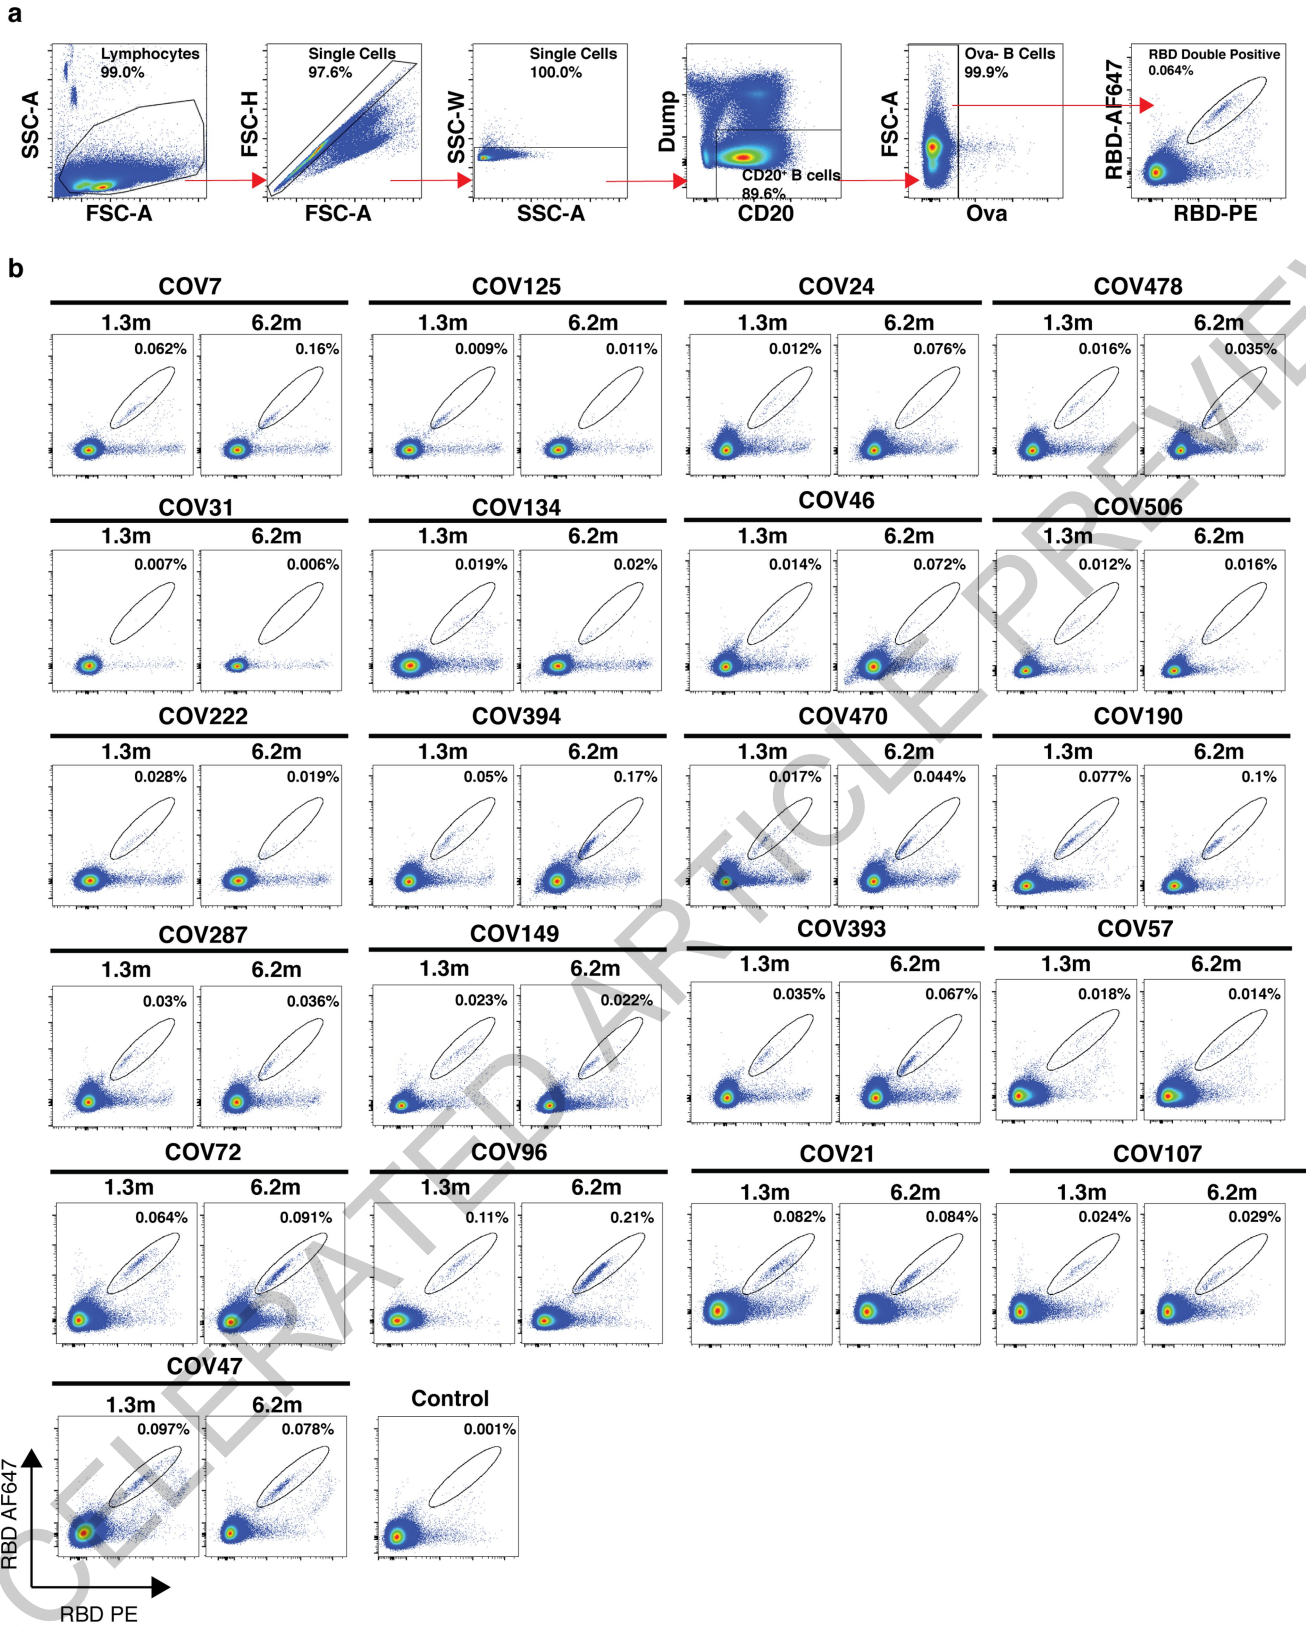 a
Lymphocytes
99.0%
SSC-A
FSC-A
Single Cells
97.6%
FSC-H
FSC-A
Single Cells
100.0%
SSC-W
SSC-A
Dump
CD20⁺ B cells
89.6%
CD20
Ova- B Cells
99.9%
FSC-A
Ova
RBD Double Positive
0.064%
RBD-AF647
RBD-PE
b
COV7 COV125 COV24 COV478
1.3m 6.2m 1.3m 6.2m 1.3m 6.2m 1.3m 6.2m
0.062% 0.16% 0.009% 0.011% 0.012% 0.076% 0.016% 0.035%
COV31 COV134 COV46 COV506
1.3m 6.2m 1.3m 6.2m 1.3m 6.2m 1.3m 6.2m
0.007% 0.006% 0.019% 0.02% 0.014% 0.072% 0.012% 0.016%
COV222 COV394 COV470 COV190
1.3m 6.2m 1.3m 6.2m 1.3m 6.2m 1.3m 6.2m
0.028% 0.019% 0.05% 0.17% 0.017% 0.044% 0.077% 0.1%
COV287 COV149 COV393 COV57
1.3m 6.2m 1.3m 6.2m 1.3m 6.2m 1.3m 6.2m
0.03% 0.036% 0.023% 0.022% 0.035% 0.067% 0.018% 0.014%
COV72 COV96 COV21 COV107
1.3m 6.2m 1.3m 6.2m 1.3m 6.2m 1.3m 6.2m
0.064% 0.091% 0.11% 0.21% 0.082% 0.084% 0.024% 0.029%
COV47 Control
1.3m 6.2m
0.097% 0.078% 0.001%
RBD AF647
RBD PE
CELERATED ARTICLE PREVIEW